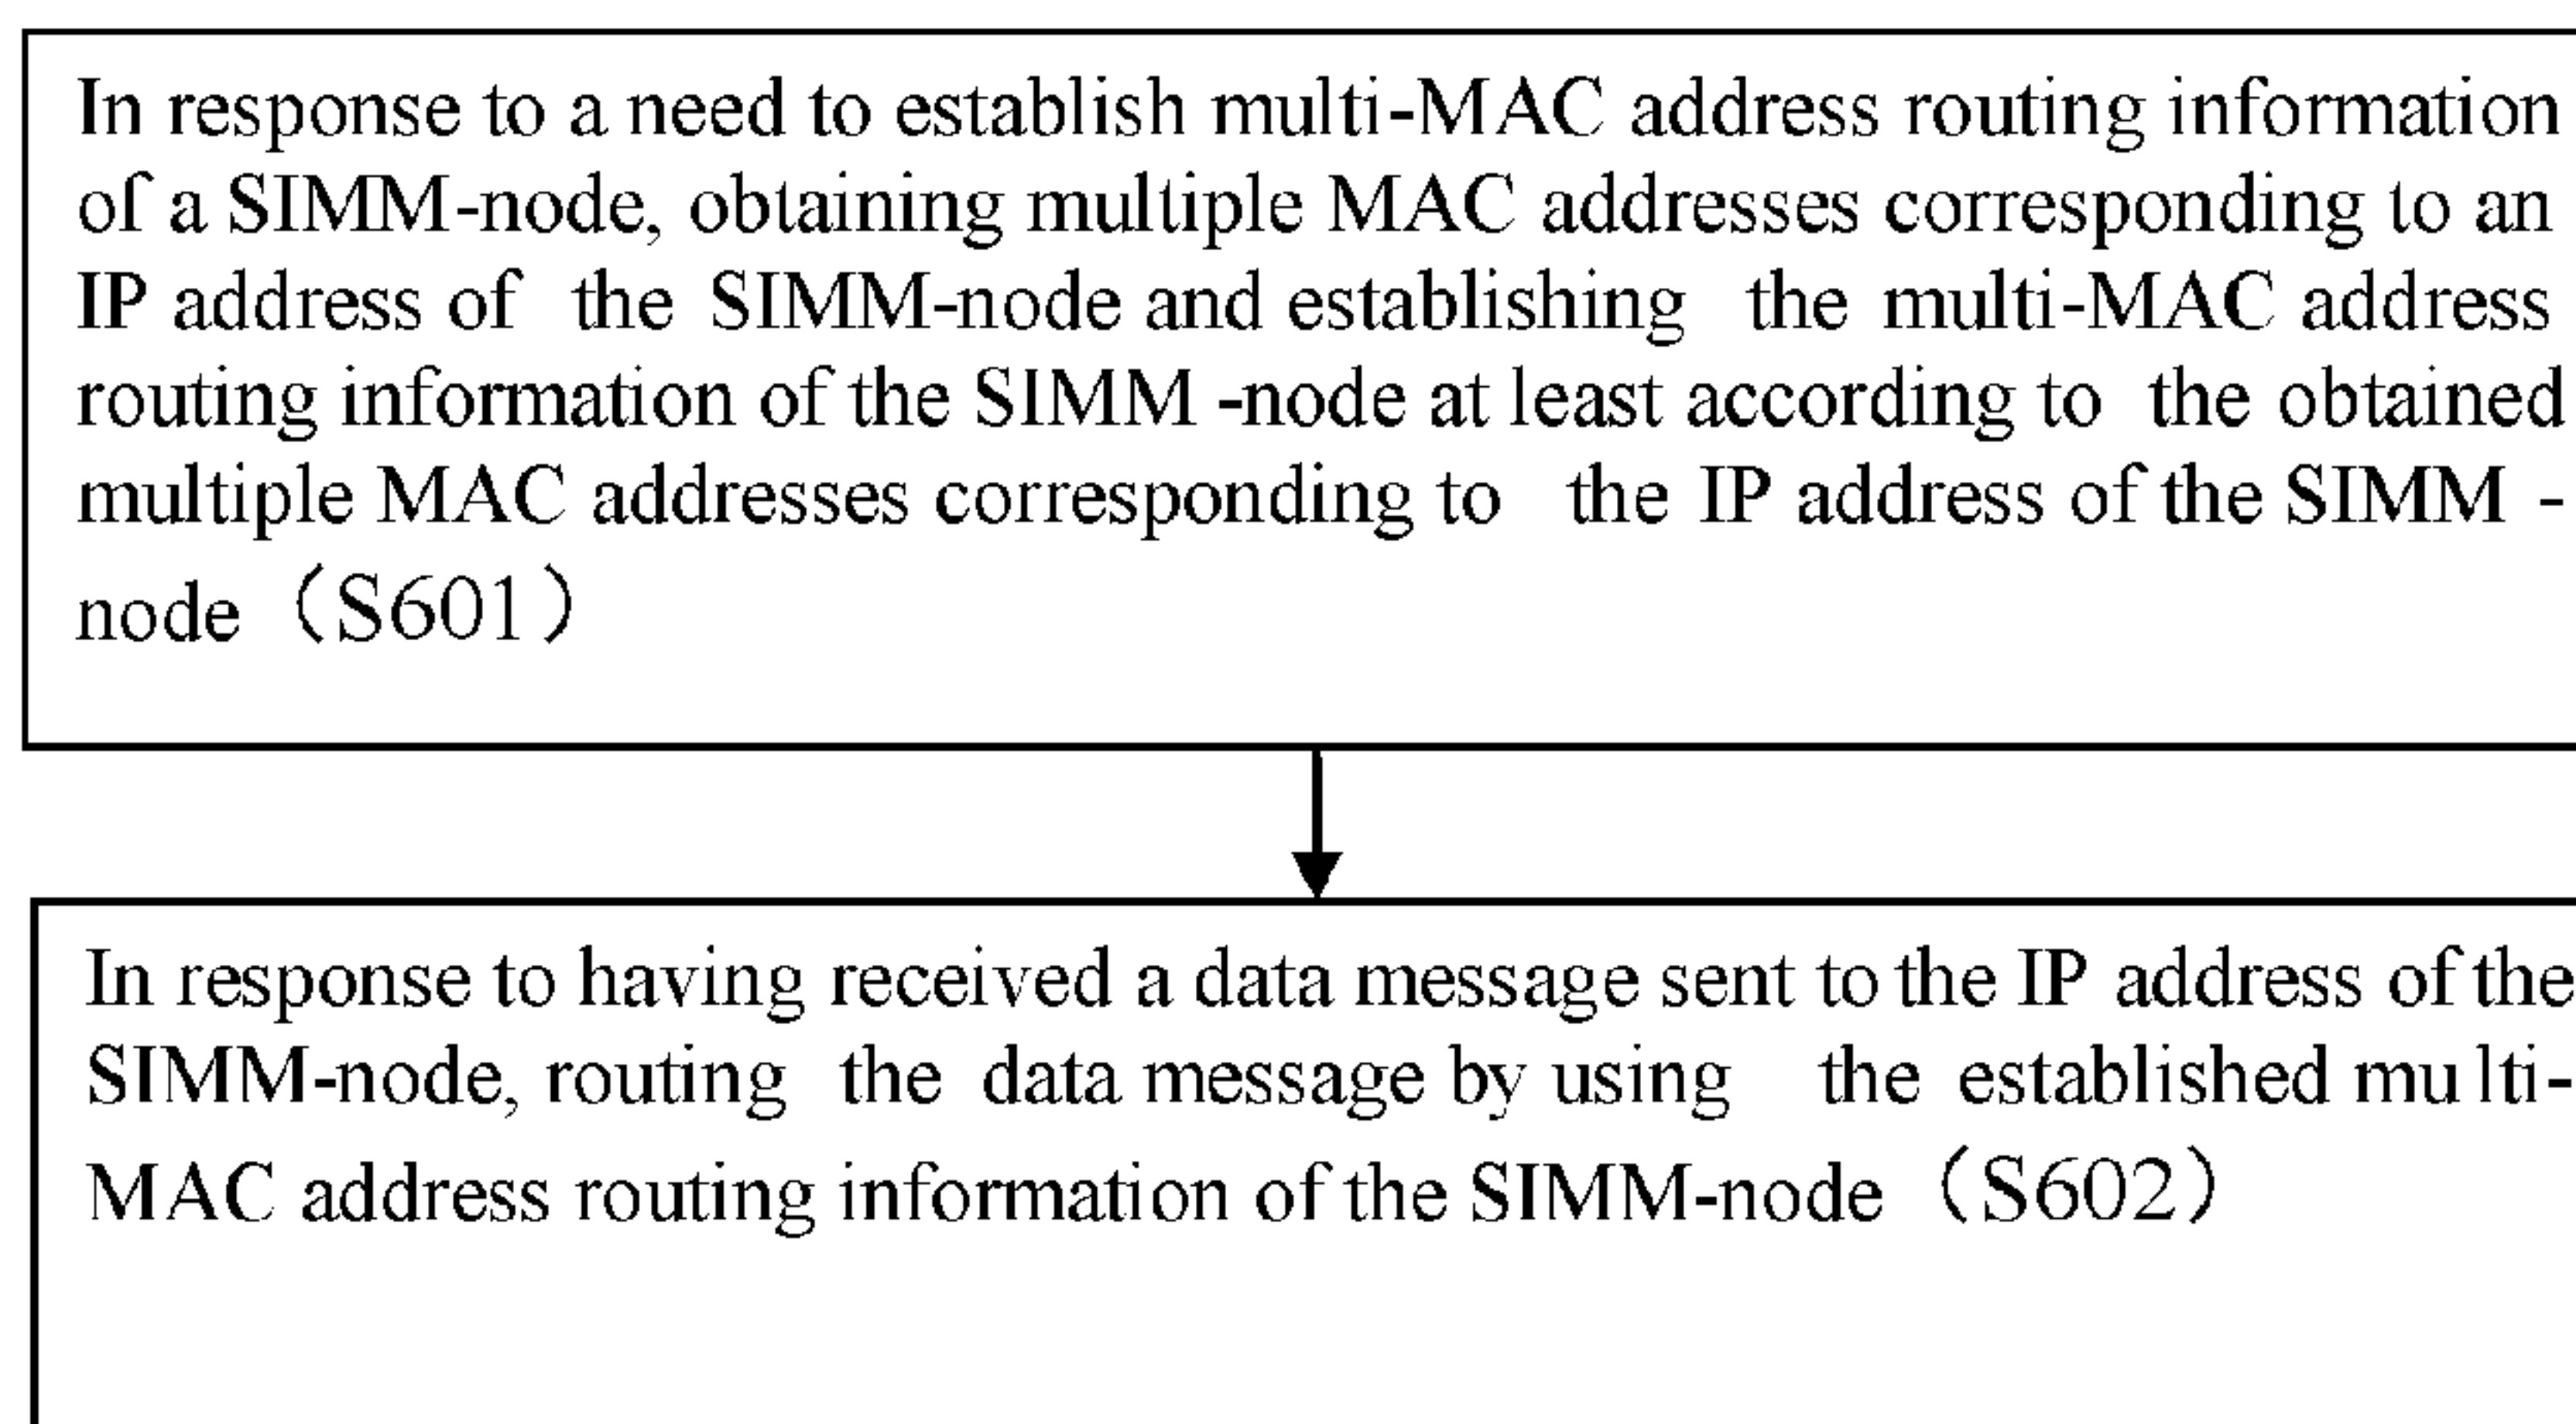 In response to a need to establish multi-MAC address routing information
of a SIMM-node, obtaining multiple MAC addresses corresponding to an
IP address of the SIMM-node and establishing the multi-MAC address
routing information of the SIMM -node at least according to the obtained
multiple MAC addresses corresponding to the IP address of the SIMM -
node（S601）
In response to having received a data message sent to the IP address of the
SIMM-node, routing the data message by using the established mu lti-
MAC address routing information of the SIMM-node（S602）